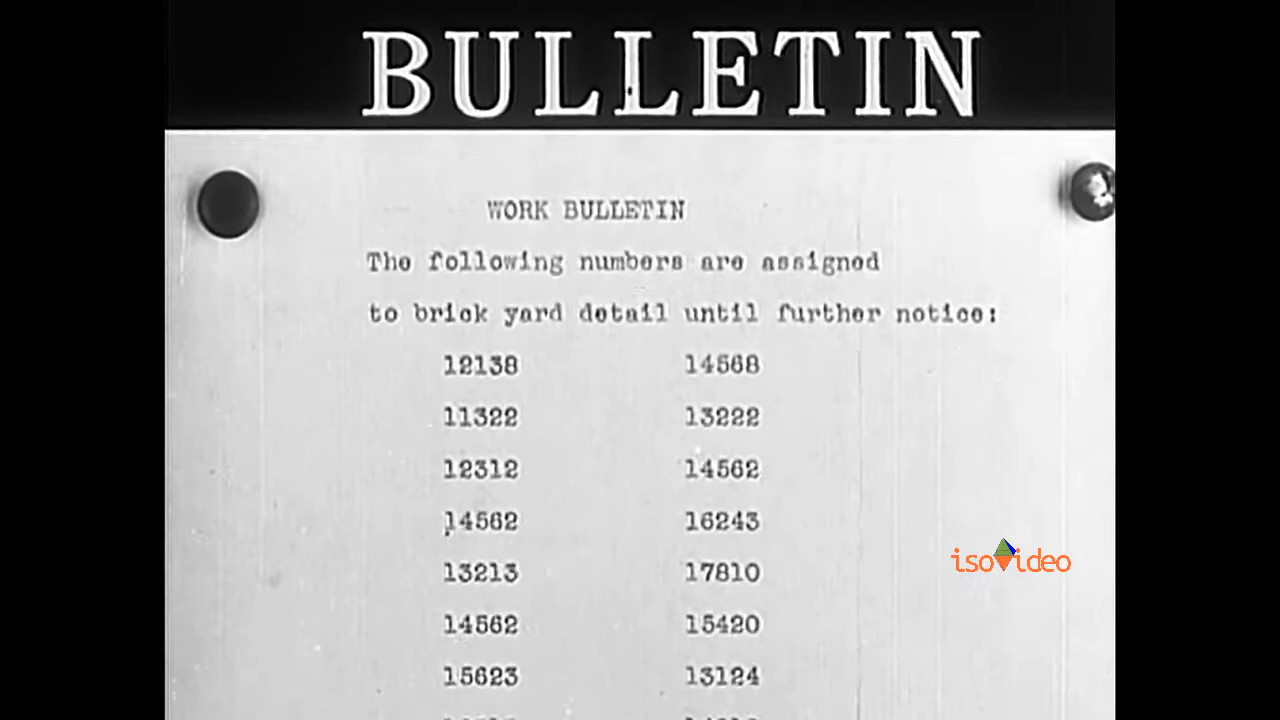 BULLETIN
WORK BULLETIN
The following numbers are assigned
to brick yard detail until further notice:
12138 14568
11322 13222
12312 14562
14562 16243
13213 17810
14562 15420
15623 13124
isovideo